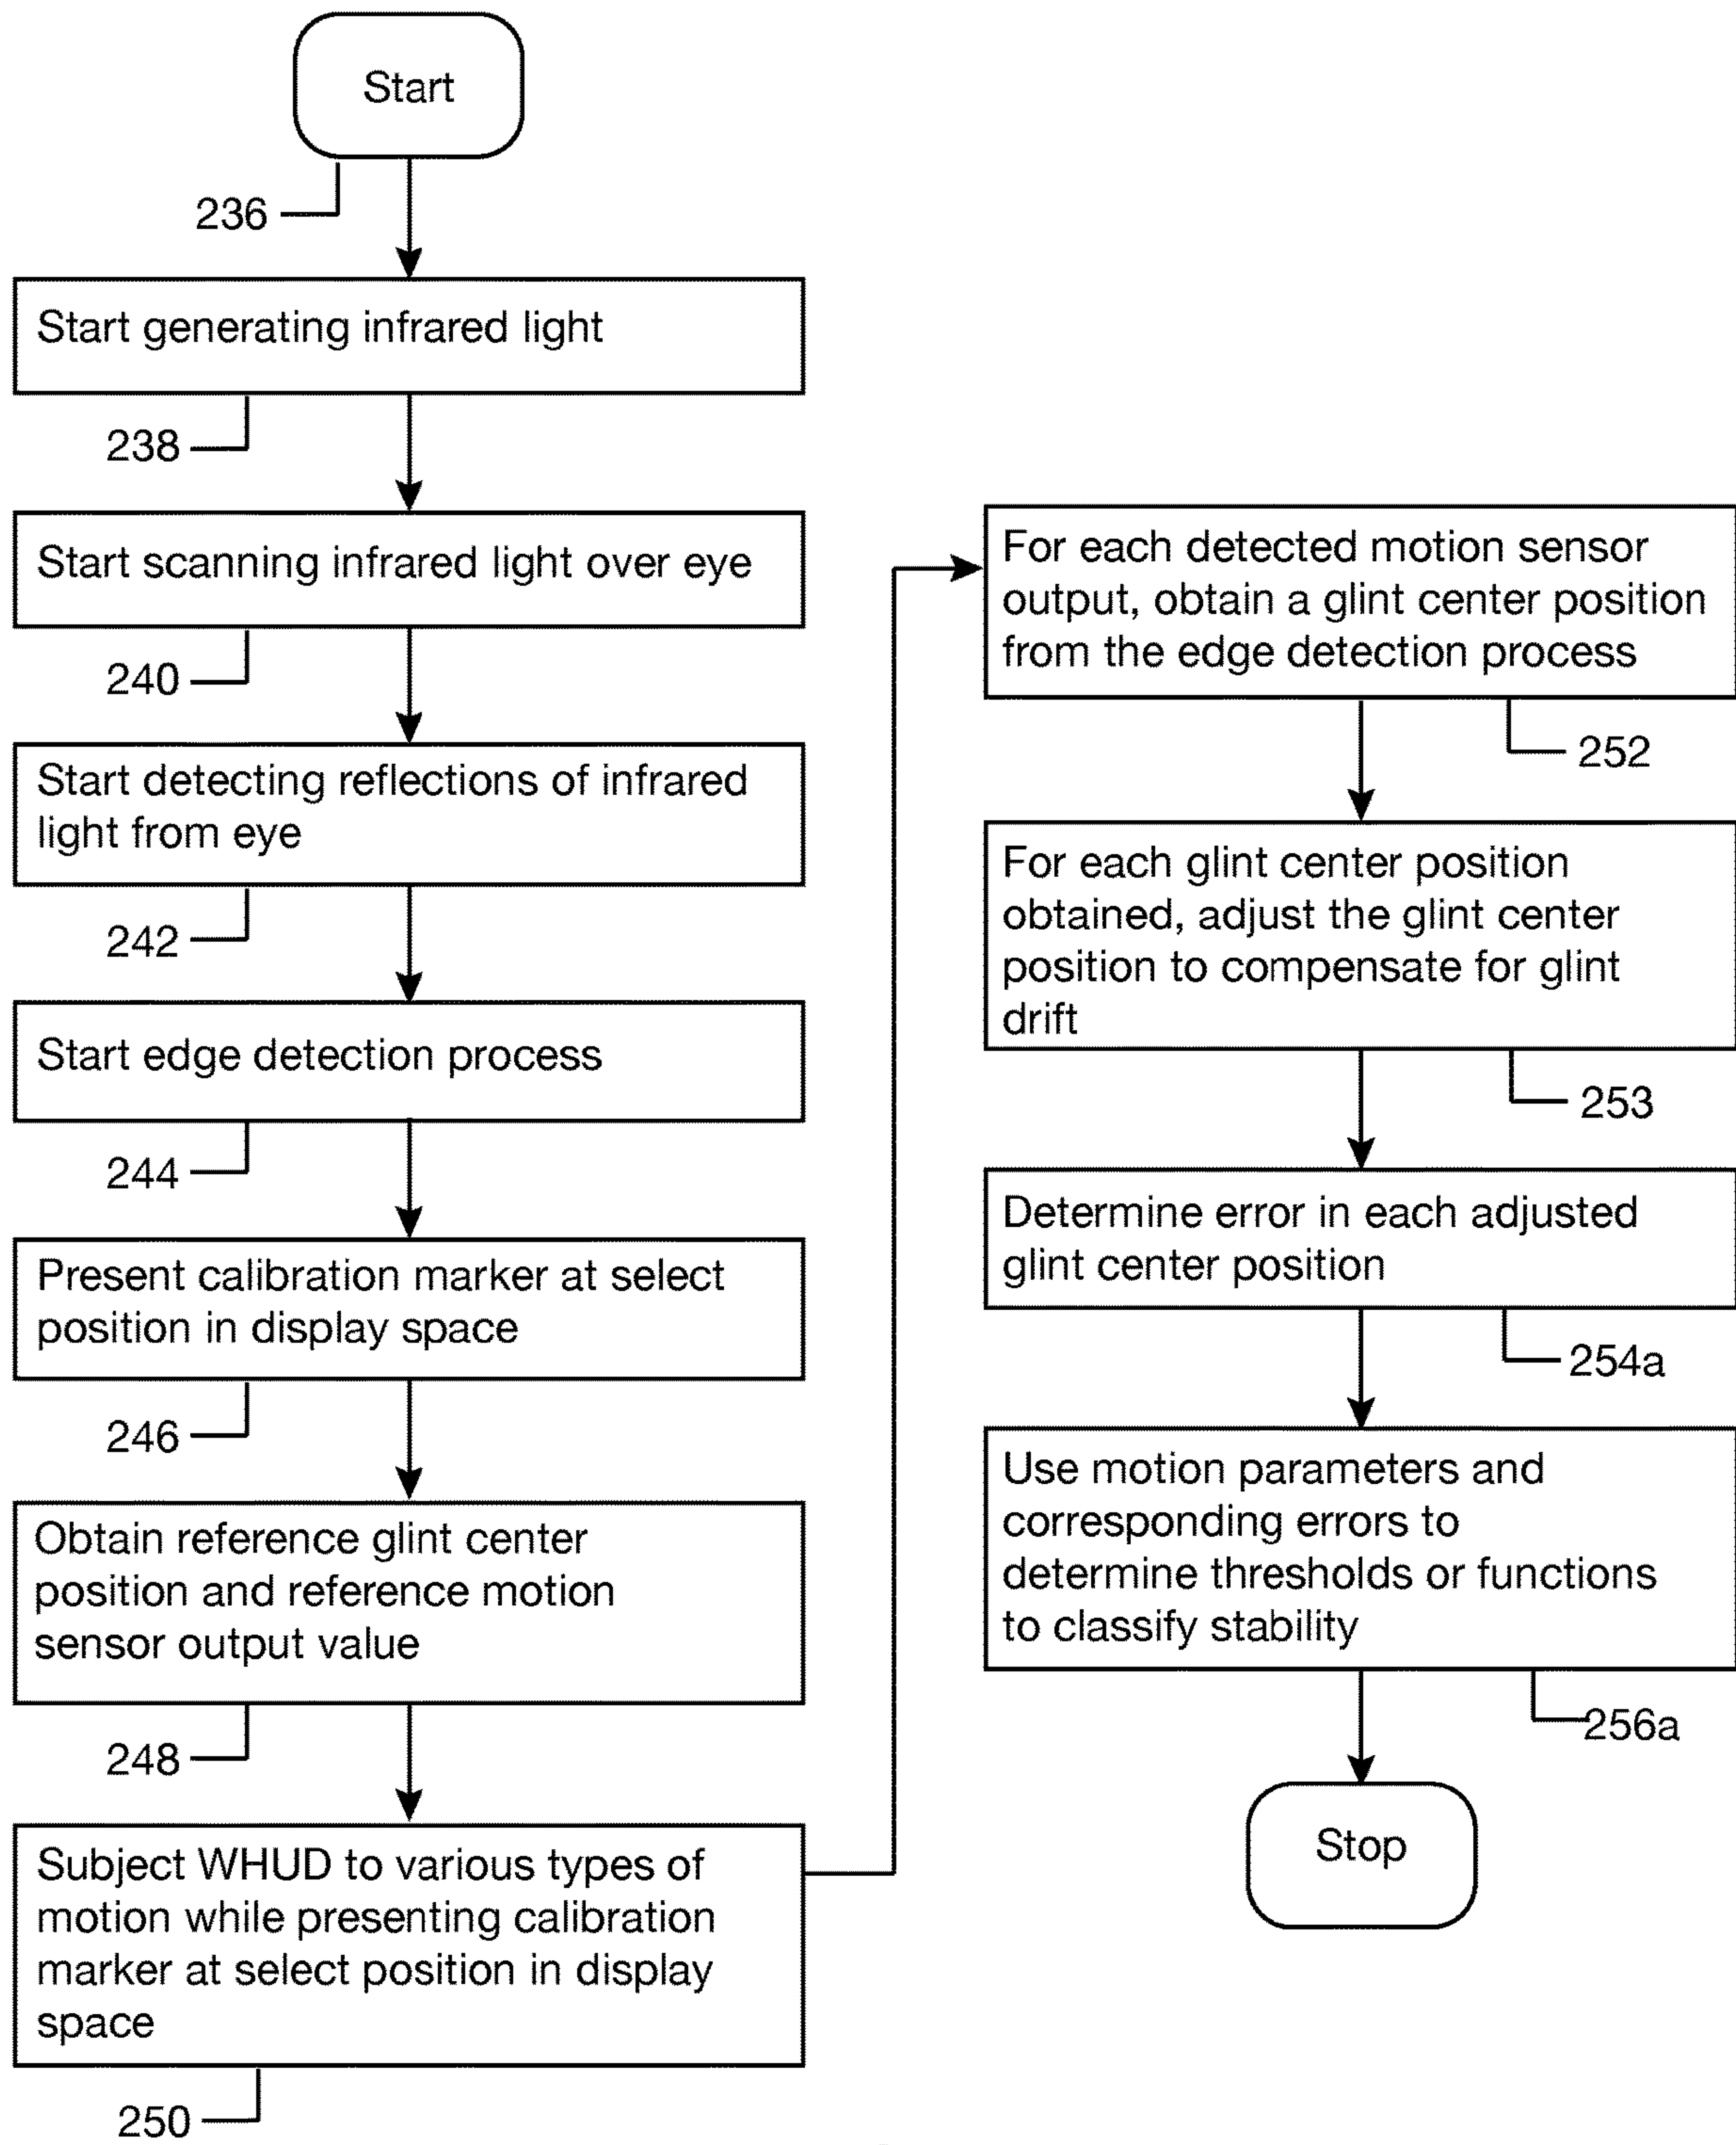 Start
236
Start generating infrared light
238
Start scanning infrared light over eye
240
Start detecting reflections of infrared
light from eye
242
Start edge detection process
244
Present calibration marker at select
position in display space
246
Obtain reference glint center
position and reference motion
sensor output value
248
Subject WHUD to various types of
motion while presenting calibration
marker at select position in display
space
250
For each detected motion sensor
output, obtain a glint center position
from the edge detection process
252
For each glint center position
obtained, adjust the glint center
position to compensate for glint
drift
253
Determine error in each adjusted
glint center position
254a
Use motion parameters and
corresponding errors to
determine thresholds or functions
to classify stability
256a
Stop